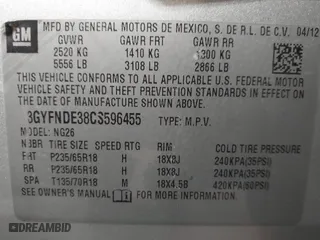 GM
MFD BY GENERAL MOTORS DE MEXICO, S. DE R.L. DE C.V. 04/12
GVWR GAWR FRT GAWR RR
2520 KG 1410 KG 1300 KG
5556 LB 3108 LB 2866 LB
THIS VEHICLE CONFORMS TO ALL APPLICABLE U.S. FEDERAL MOTOR
VEHICLE SAFETY, BUMPER, AND THEFT PREVENTION STANDARDS IN
EFFECT ON THE DATE OF MANUFACTURE SHOWN ABOVE.
3GYFNDE38CS596455 TYPE: M.P.V.
MODEL: NG26
TIRE SIZE SPEED RTG RIM COLD TIRE PRESSURE
FRT P235/65R18 H 18X8J 240KPA(35PSI)
RR P235/65R18 H 18X8J 240KPA(35PSI)
SPA T135/70R18 M 18X4.5B 420KPA(60PSI)
SEE OWNER'S MANUAL FOR ADDITIONAL INFORMATION
DREAMBID